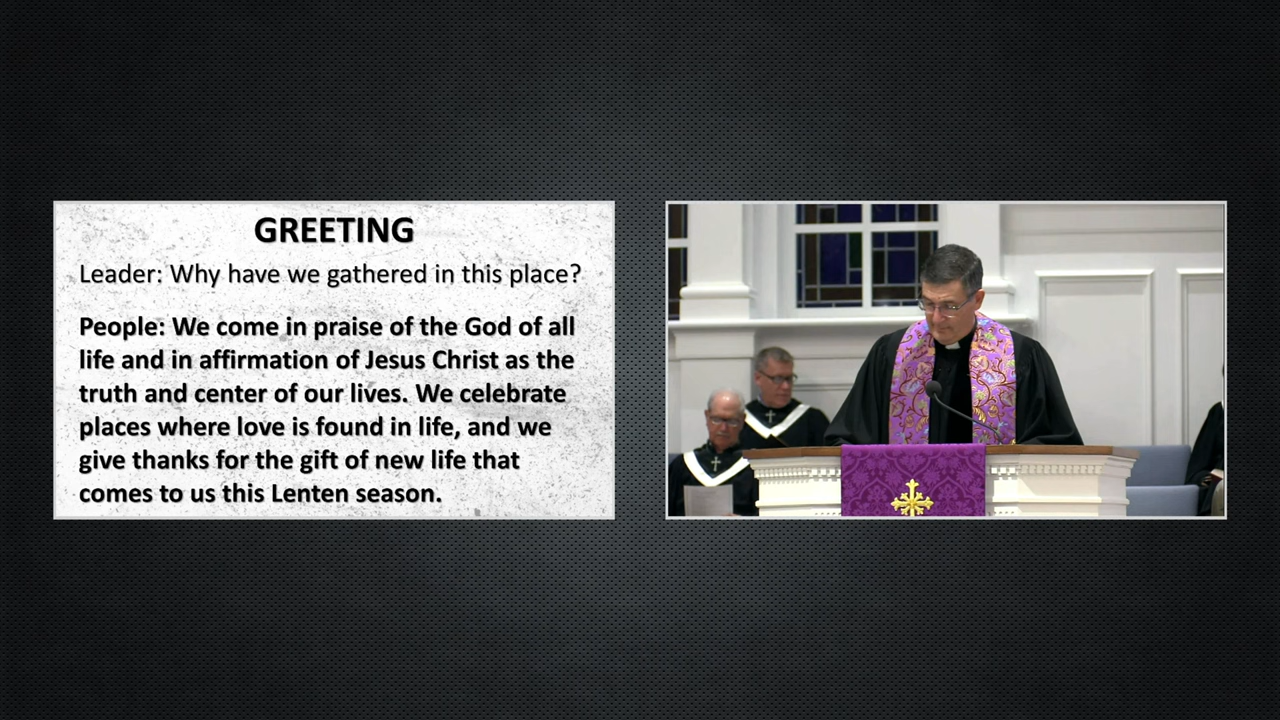 GREETING
Leader: Why have we gathered in this place?
People: We come in praise of the God of all
life and in affirmation of Jesus Christ as the
truth and center of our lives. We celebrate
places where love is found in life, and we
give thanks for the gift of new life that
comes to us this Lenten season.